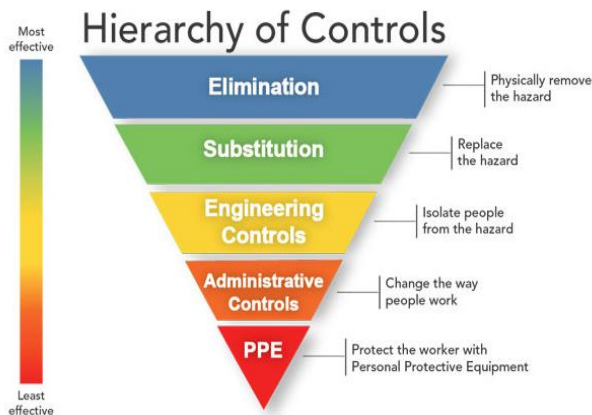 Hierarchy of Controls
Most
effective
Elimination
Physically remove
the hazard
Substitution
Replace
the hazard
Engineering
Controls
Isolate people
from the hazard
Administrative
Controls
Change the way
people work
PPE
Protect the worker with
Personal Protective Equipment
Least
effective